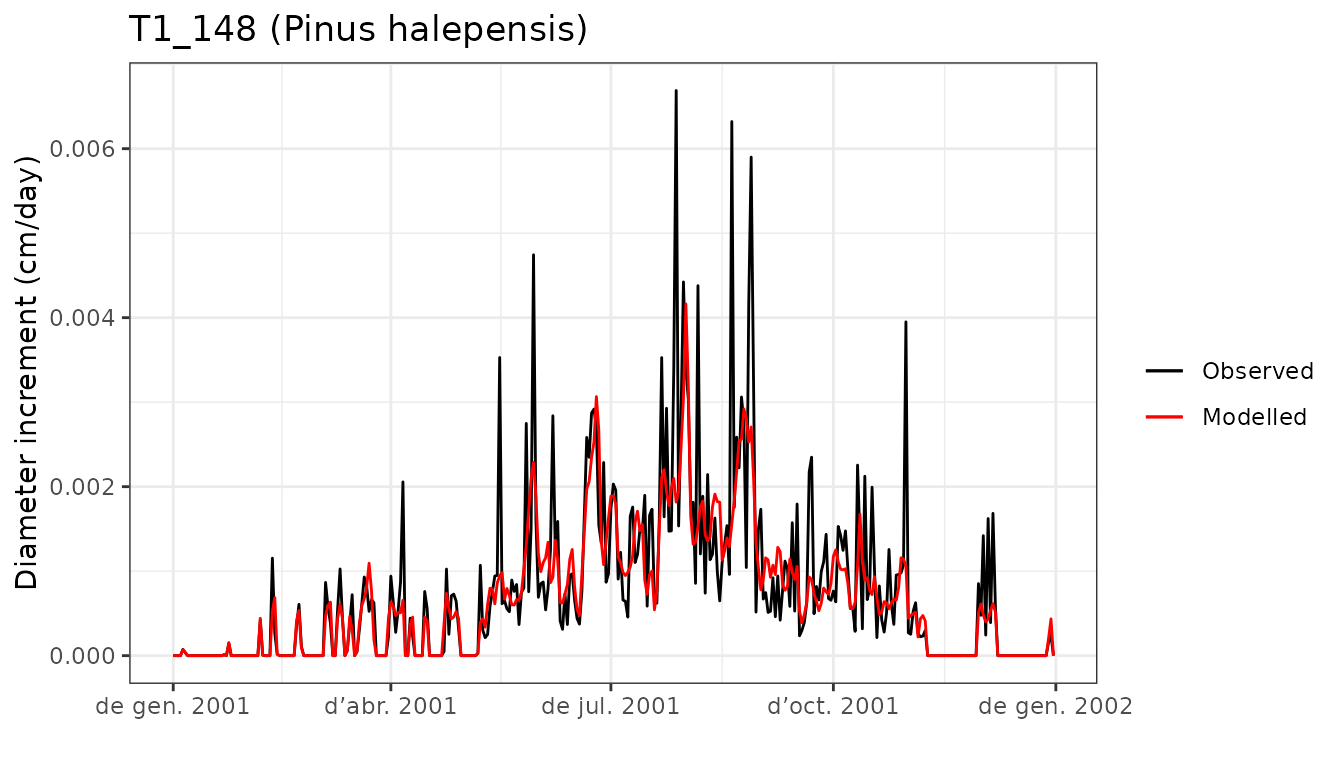 T1_148 (Pinus halepensis)
Diameter increment (cm/day)
0.006
0.004
0.002
0.000
de gen. 2001
d’abr. 2001
de jul. 2001
d’oct. 2001
de gen. 2002
Observed
Modelled